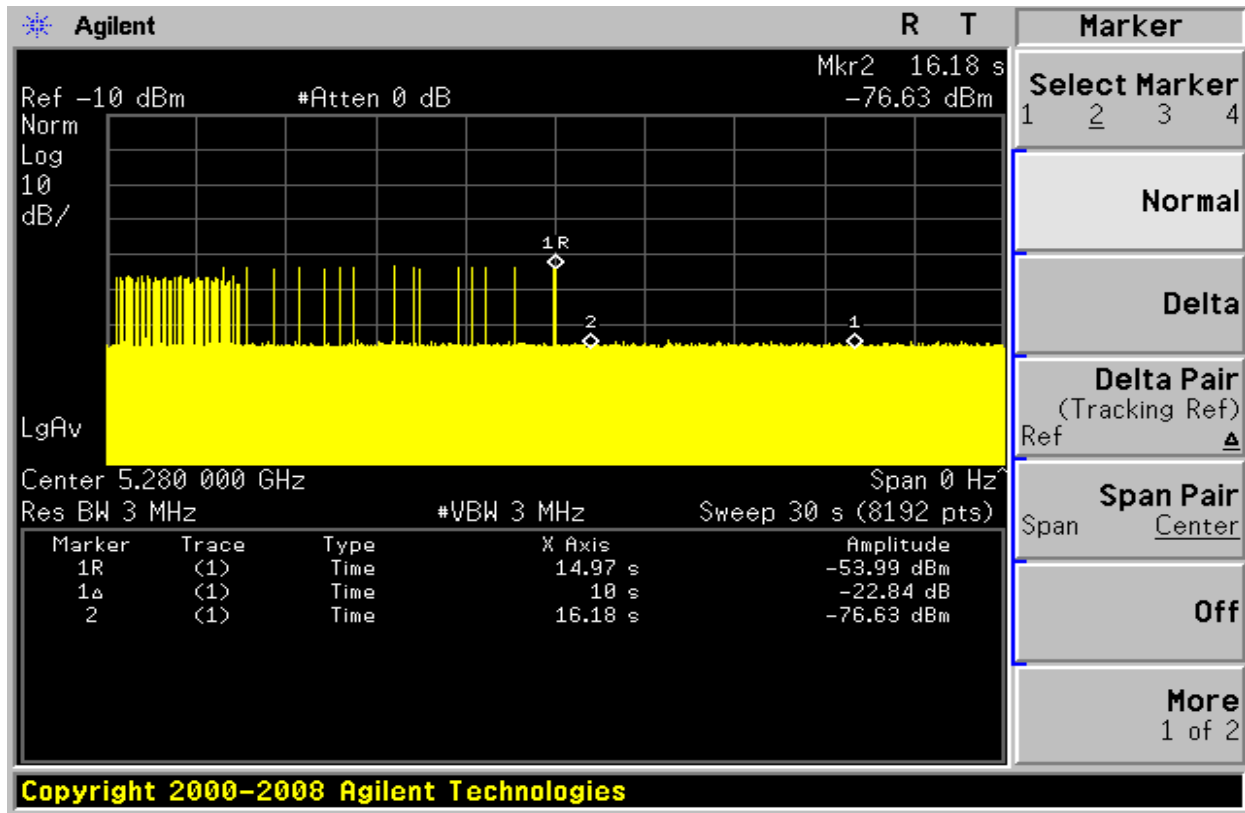 Agilent R T
Mkr2 16.18 s
Ref -10 dBm #Atten 0 dB -76.63 dBm
Norm
Log
10
dB/
1R
2
1
LgAv
Center 5.280 000 GHz Span 0 Hz^
Res BW 3 MHz #VBW 3 MHz Sweep 30 s (8192 pts)
Marker Trace Type X Axis Amplitude
1R (1) Time 14.97 s -53.99 dBm
1Δ (1) Time 10 s -22.84 dB
2 (1) Time 16.18 s -76.63 dBm
Marker
Select Marker
1 2 3 4
Normal
Delta
Delta Pair
(Tracking Ref)
Ref Δ
Span Pair
Span Center
Off
More
1 of 2
Copyright 2000-2008 Agilent Technologies